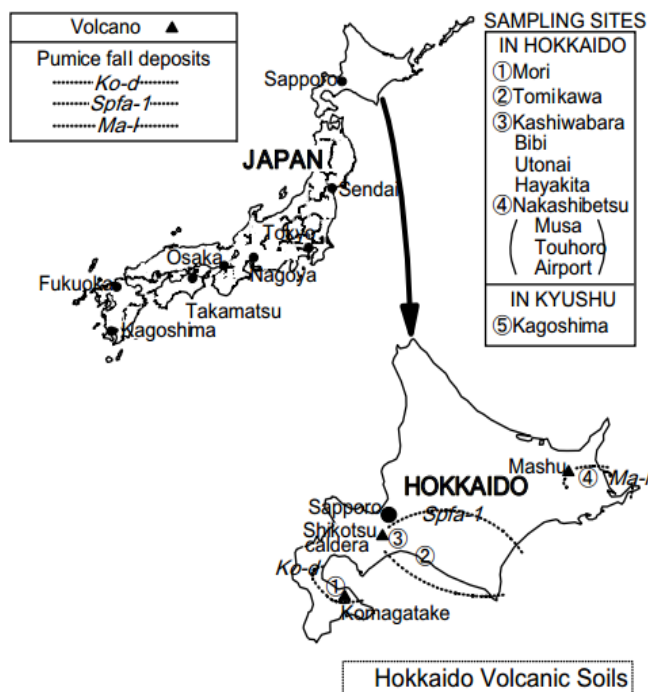 Volcano ▲
Pumice fall deposits
Ko-d
Spfa-1
Ma-l
SAMPLING SITES
IN HOKKAIDO
①Mori
②Tomikawa
③Kashiwabara
Bibi
Utonai
Hayakita
④Nakashibetsu
( Musa
Touhoro
Airport )
IN KYUSHU
⑤Kagoshima
Sapporo
JAPAN
Sendai
Tokyo
Osaka
Nagoya
Fukuoka
Takamatsu
Kagoshima
Mashu
④
Ma-l
HOKKAIDO
Sapporo
Spfa-1
Shikotsu
caldera
③
②
Ko-d
①
Komagatake
Hokkaido Volcanic Soils